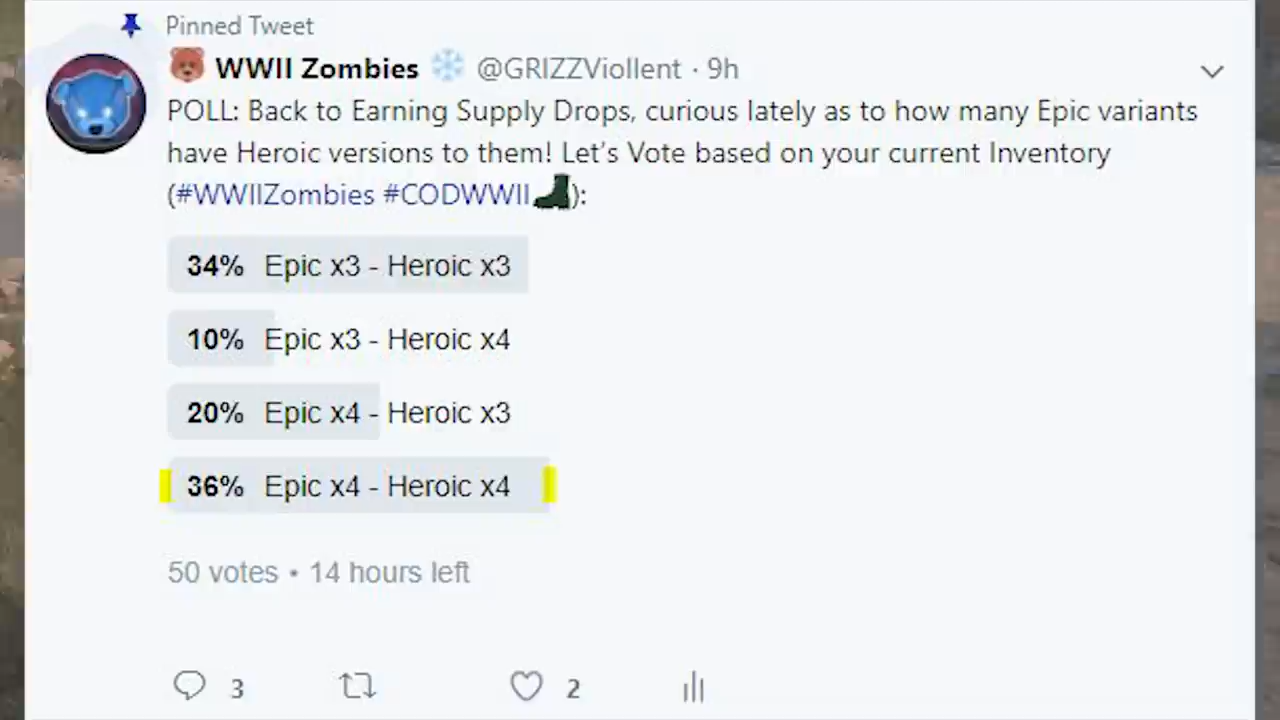 Pinned Tweet
WWII Zombies @GRIZZViollent · 9h
POLL: Back to Earning Supply Drops, curious lately as to how many Epic variants
have Heroic versions to them! Let's Vote based on your current Inventory
(#WWIIZombies #CODWWII):
34% Epic x3 - Heroic x3
10% Epic x3 - Heroic x4
20% Epic x4 - Heroic x3
36% Epic x4 - Heroic x4
50 votes • 14 hours left
3 2